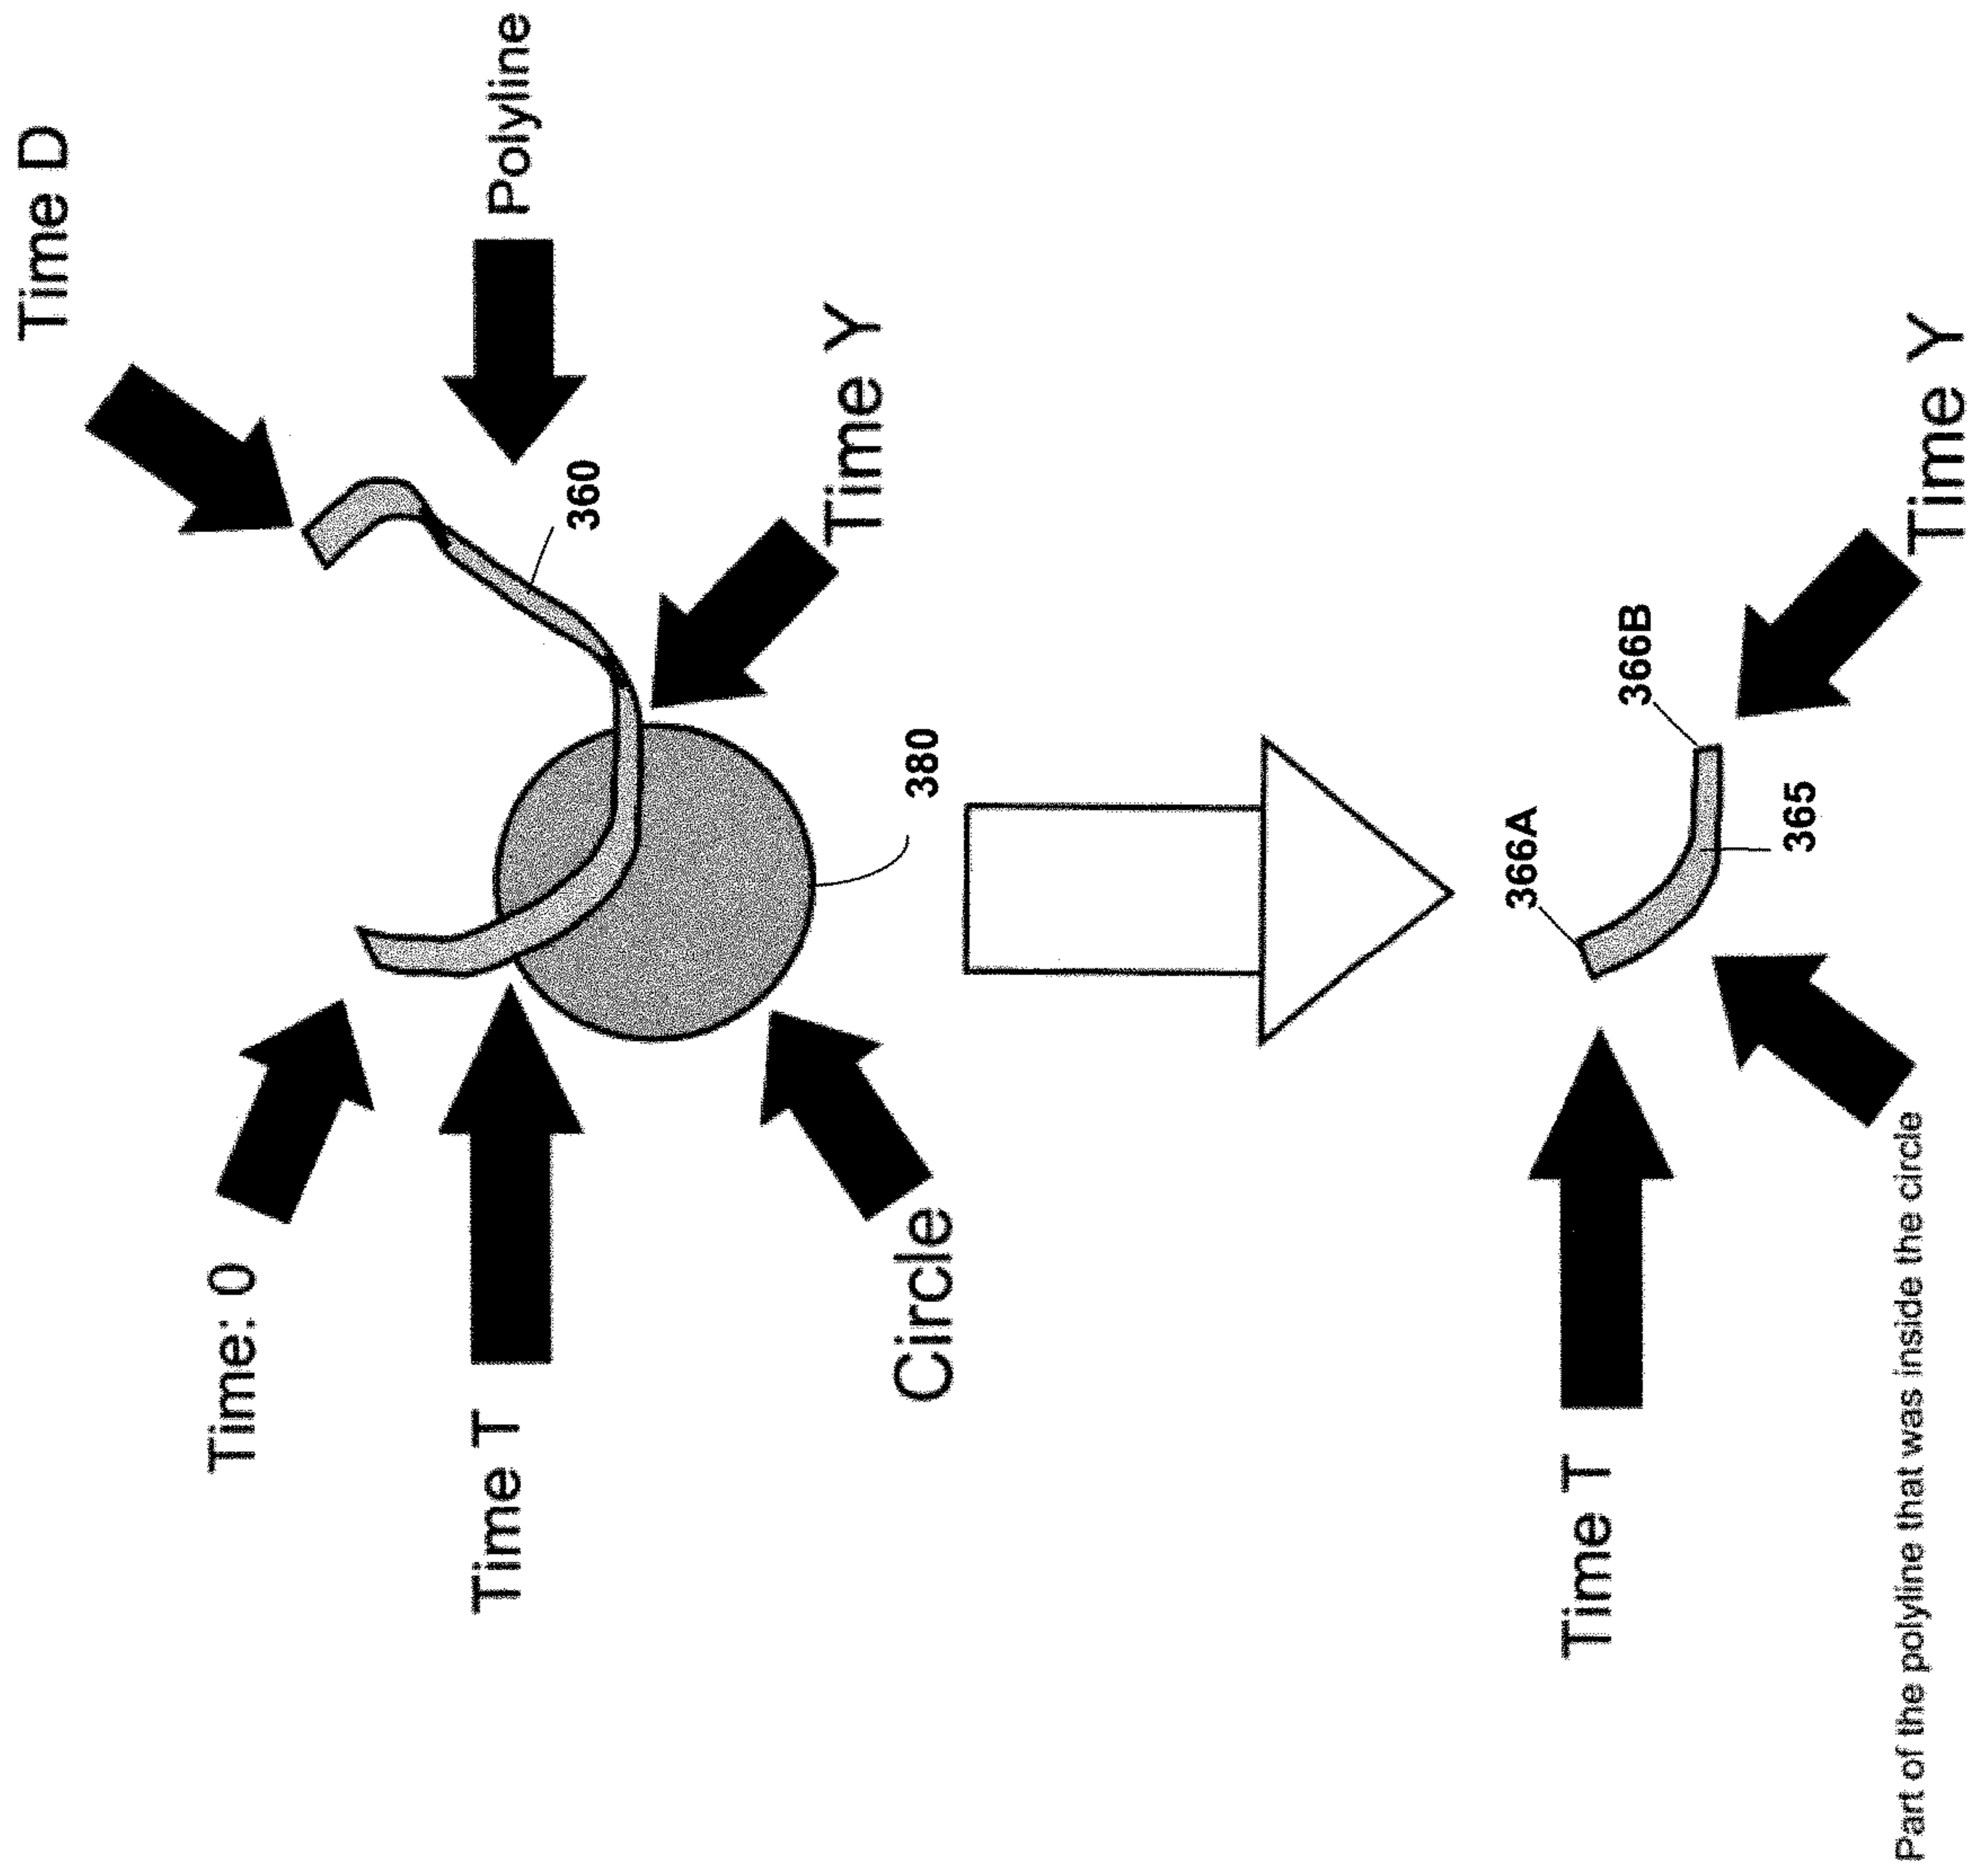 Time D
Polyline
Time: 0
360
Time T
Time Y
380
Circle
366A
366B
Time T
365
Time Y
Part of the polyline that was inside the circle